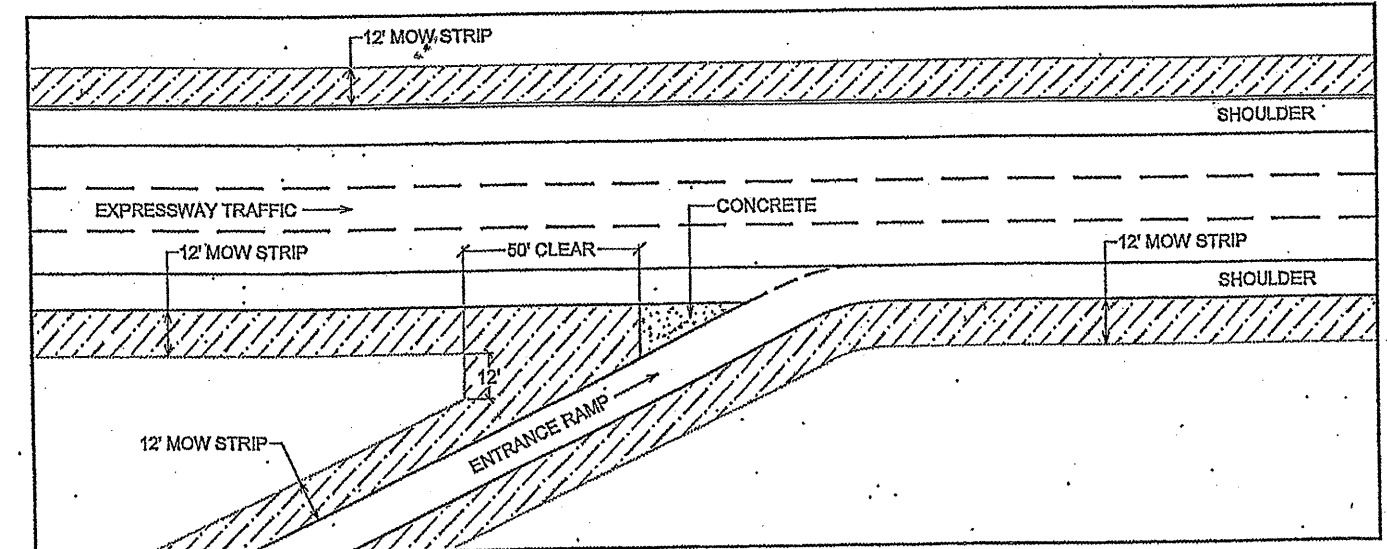 12' MOW STRIP
SHOULDER
EXPRESSWAY TRAFFIC
CONCRETE
12' MOW STRIP
50' CLEAR
12' MOW STRIP
SHOULDER
12'
ENTRANCE RAMP
12' MOW STRIP